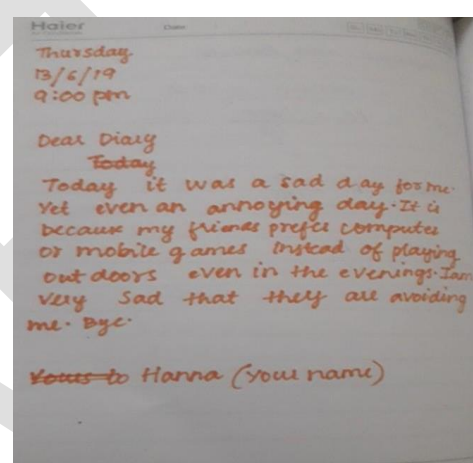 Haier
Date:
Thursday
13/6/19
9:00 pm
Dear Diary
Today
Today it was a sad day for me.
Yet even an annoying day. It is
because my friends prefer computer
or mobile games instead of playing
outdoors even in the evenings. I am
very sad that they are avoiding
me. Bye.
Yours to Hanna (your name)